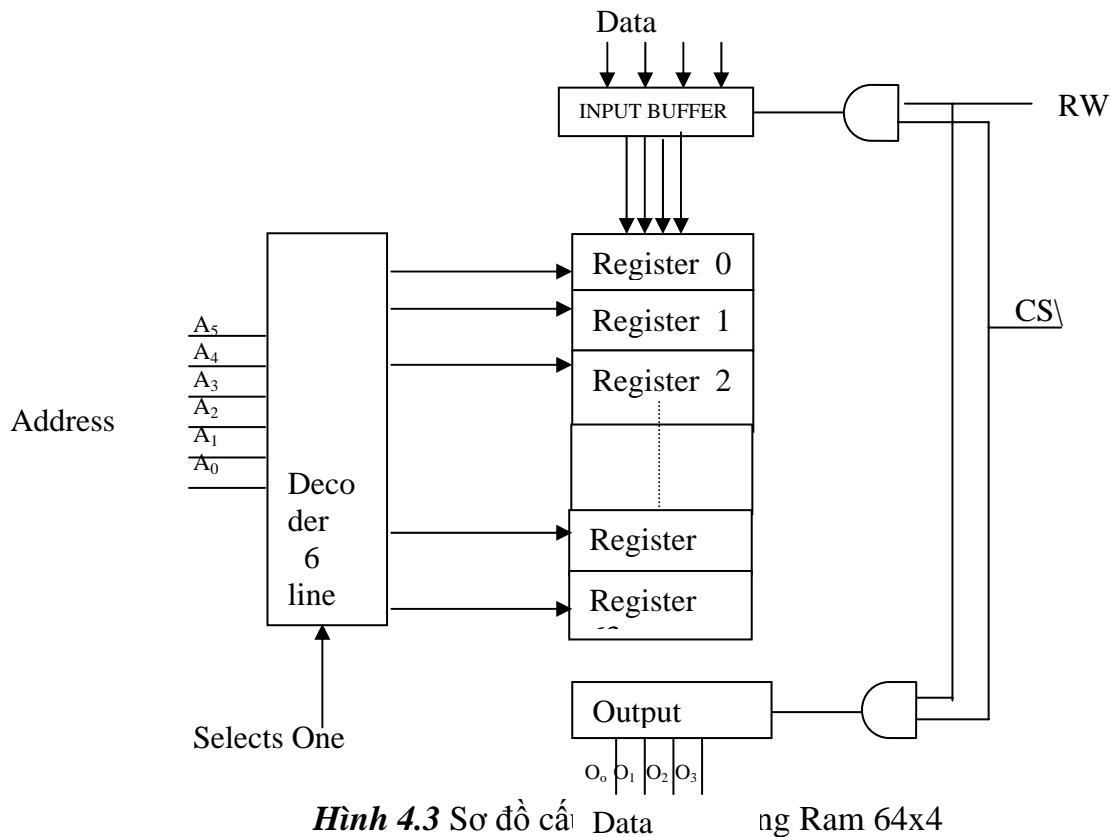 Data
INPUT BUFFER
RW
Register 0
Register 1
CS\
A5
A4
Register 2
A3
A2
Address
A1
A0
Deco
der
6
line
Register
Register
Output
Selects One
Oo O1 O2 O3
Hình 4.3 Sơ đồ cấ Data ng Ram 64x4